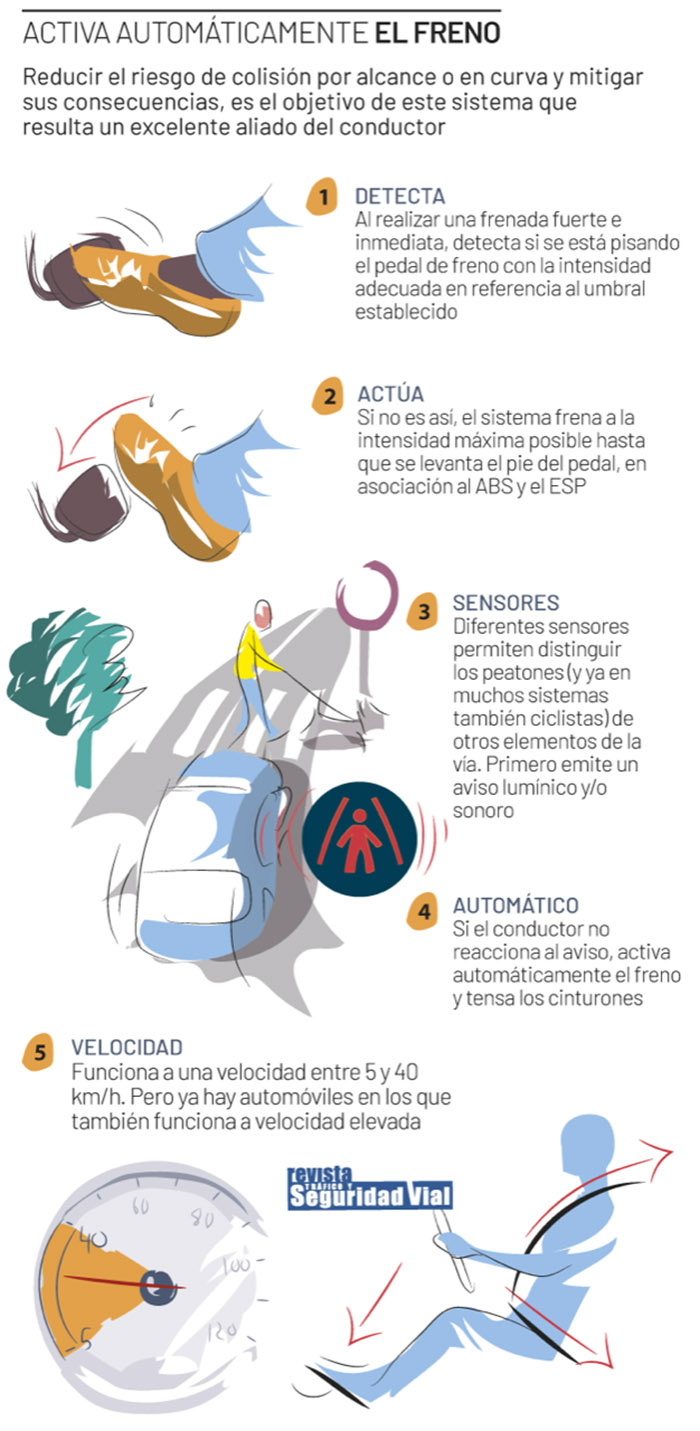 ACTIVA AUTOMÁTICAMENTE EL FRENO
Reducir el riesgo de colisión por alcance o en curva y mitigar
sus consecuencias, es el objetivo de este sistema que
resulta un excelente aliado del conductor
1 DETECTA
Al realizar una frenada fuerte e
inmediata, detecta si se está pisando
el pedal de freno con la intensidad
adecuada en referencia al umbral
establecido
2 ACTÚA
Si no es así, el sistema frena a la
intensidad máxima posible hasta
que se levanta el pie del pedal, en
asociación al ABS y el ESP
3 SENSORES
Diferentes sensores
permiten distinguir
los peatones (y ya en
muchos sistemas
también ciclistas) de
otros elementos de la
vía. Primero emite un
aviso lumínico y/o
sonoro
4 AUTOMÁTICO
Si el conductor no
reacciona al aviso, activa
automáticamente el freno
y tensa los cinturones
5 VELOCIDAD
Funciona a una velocidad entre 5 y 40
km/h. Pero ya hay automóviles en los que
también funciona a velocidad elevada
revista
TRÁFICO Y
Seguridad Vial
60
80
40
100
5
120